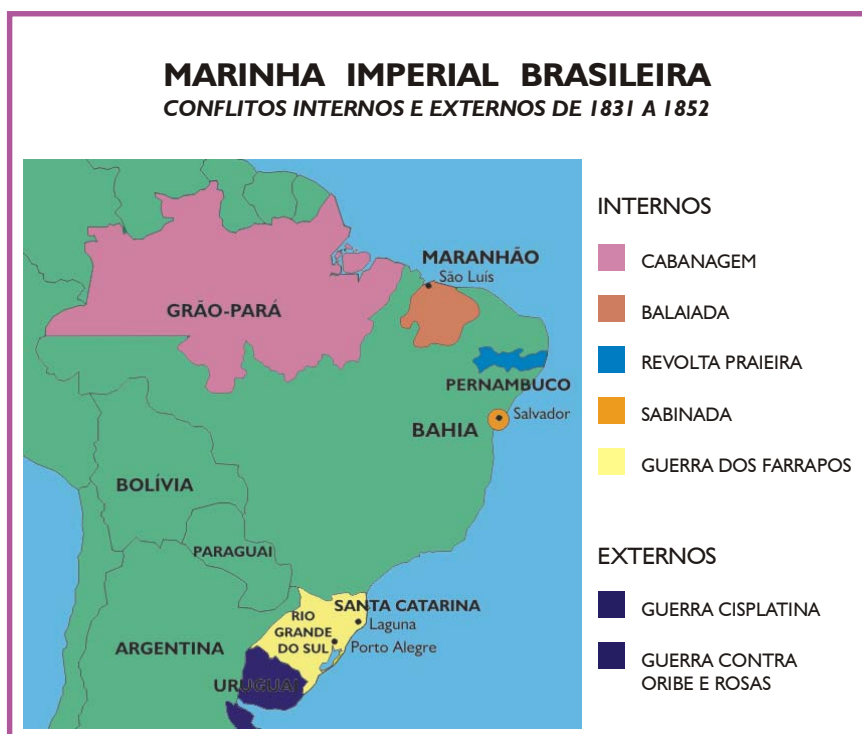 MARINHA IMPERIAL BRASILEIRA
CONFLITOS INTERNOS E EXTERNOS DE 1831 A 1852
MARANHÃO
São Luís
GRÃO-PARÁ
PERNAMBUCO
Salvador
BAHIA
BOLÍVIA
PARAGUAI
SANTA CATARINA
Laguna
RIO
GRANDE
DO SUL
Porto Alegre
ARGENTINA
URUGUAI
INTERNOS
CABANAGEM
BALAIADA
REVOLTA PRAIEIRA
SABINADA
GUERRA DOS FARRAPOS
EXTERNOS
GUERRA CISPLATINA
GUERRA CONTRA
ORIBE E ROSAS